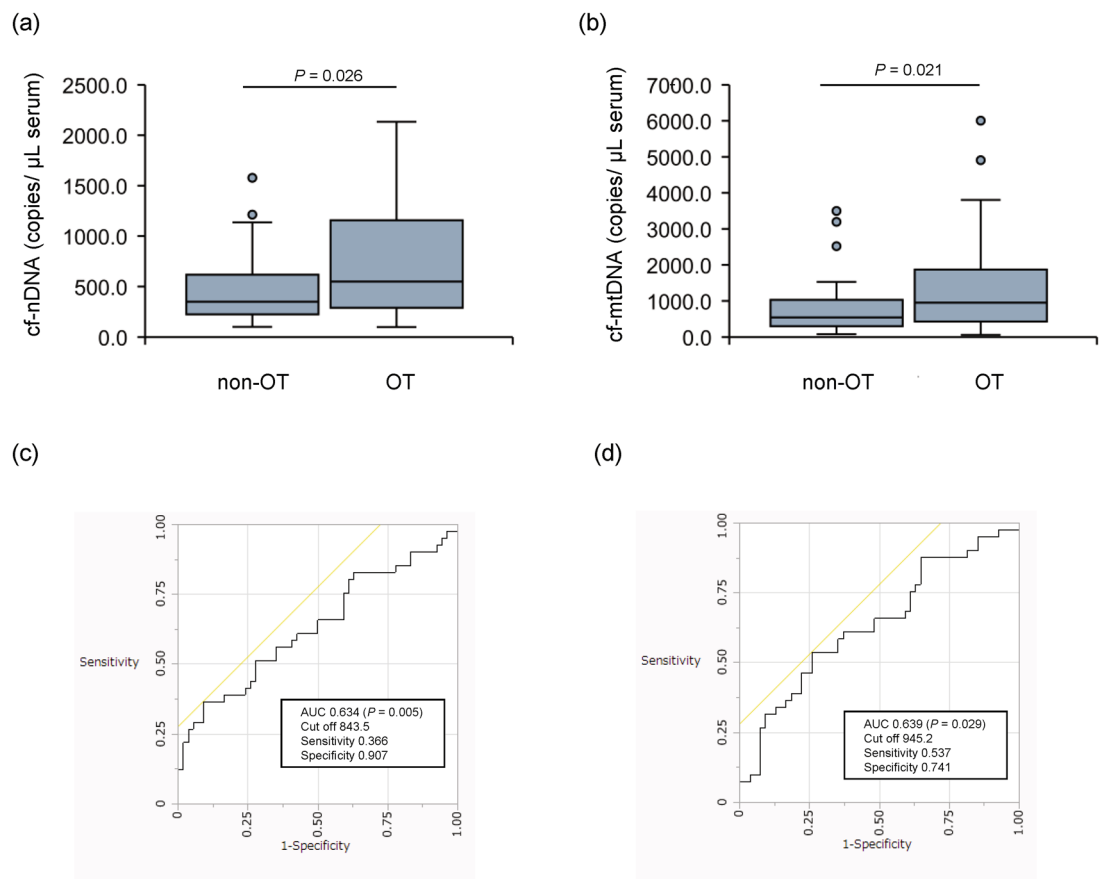 (a)
(b)
P = 0.026
P = 0.021
cf-nDNA (copies/ µL serum)
2500.0
2000.0
1500.0
1000.0
500.0
0.0
non-OT
OT
cf-mtDNA (copies/ µL serum)
7000.0
6000.0
5000.0
4000.0
3000.0
2000.0
1000.0
0.0
non-OT
OT
(c)
(d)
Sensitivity
1.00
0.75
0.50
0.25
0
AUC 0.634 (P = 0.005)
Cut off 843.5
Sensitivity 0.366
Specificity 0.907
0
0.25
0.50
0.75
1.00
1-Specificity
Sensitivity
1.00
0.75
0.50
0.25
0
AUC 0.639 (P = 0.029)
Cut off 945.2
Sensitivity 0.537
Specificity 0.741
0
0.25
0.50
0.75
1.00
1-Specificity